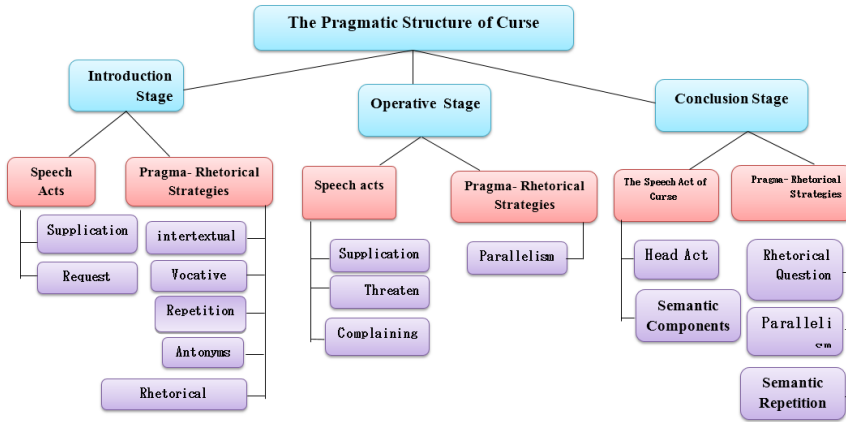 The Pragmatic Structure of Curse
Introduction
Stage
Operative Stage
Conclusion Stage
Speech
Acts
Pragma- Rhetorical
Strategies
Speech acts
Pragma- Rhetorical
Strategies
The Speech Act of
Curse
Pragma- Rhetorical
Strategies
Supplication
Request
intertextual
Vocative
Repetition
Antonyms
Rhetorical
Supplication
Threaten
Complaining
Parallelism
Head Act
Semantic
Components
Rhetorical
Question
Paralleli
sm
Semantic
Repetition